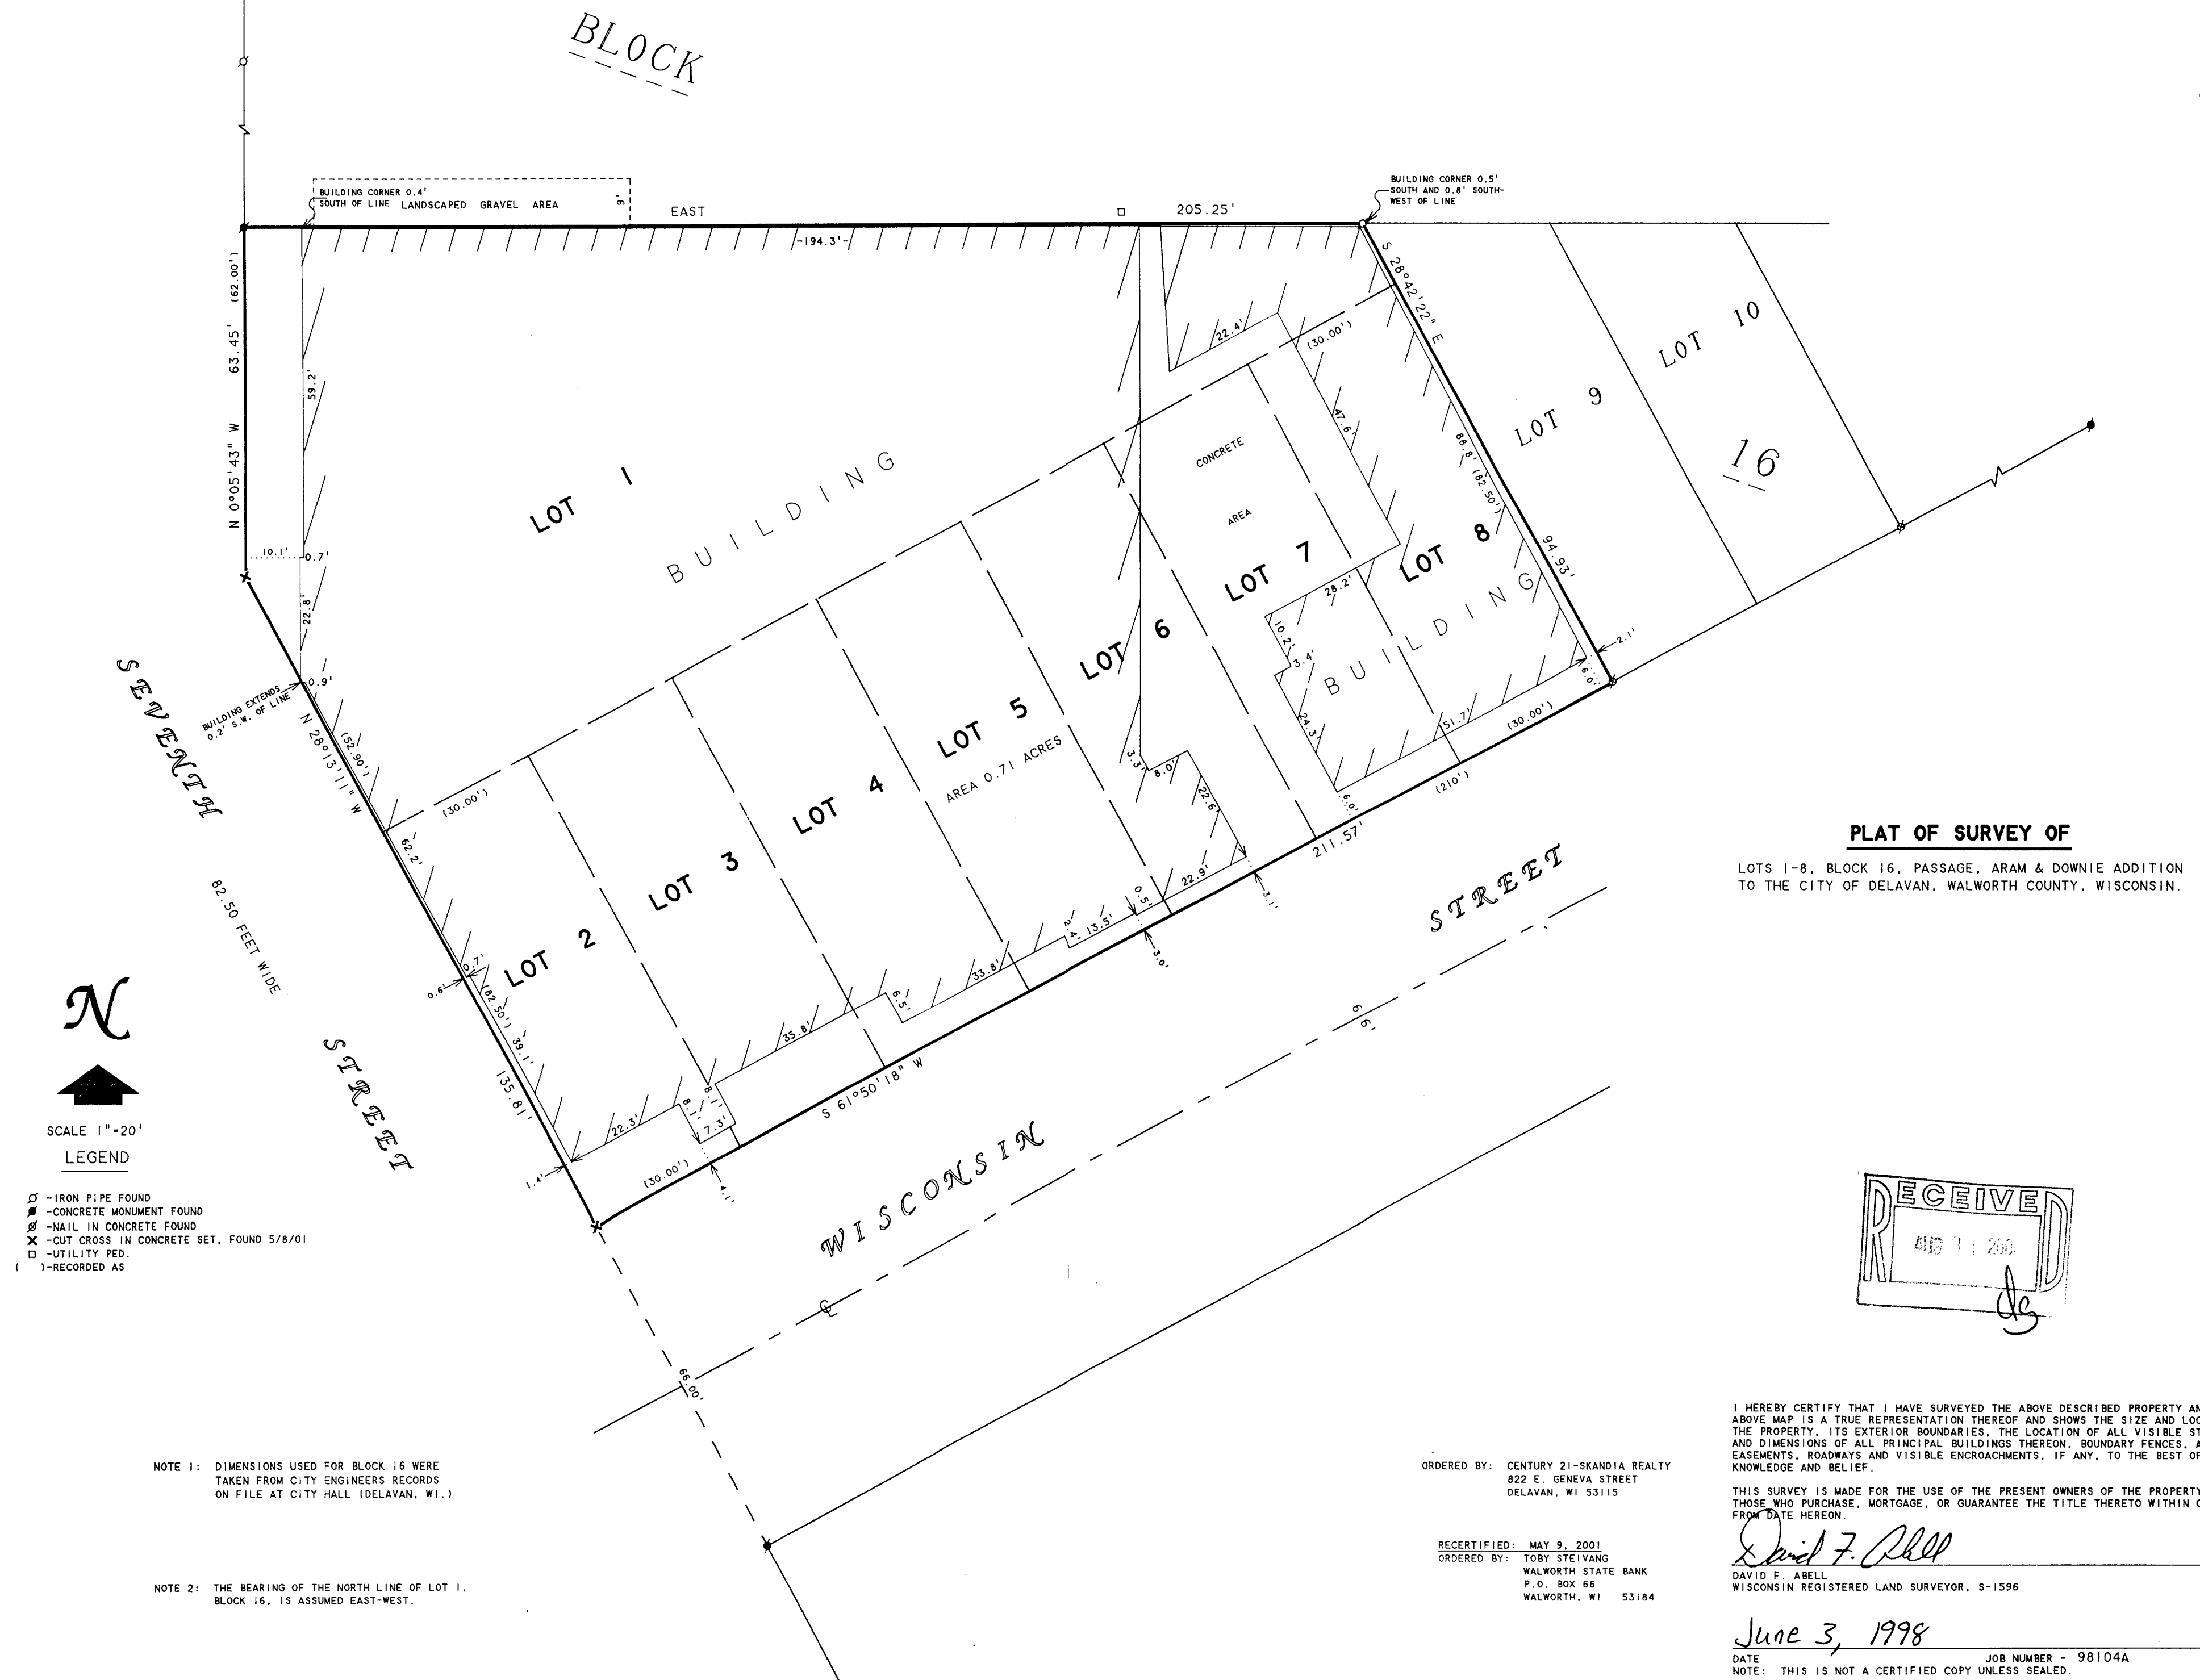 BLOCK
BUILDING CORNER 0.4'
SOUTH OF LINE
LANDSCAPED GRAVEL AREA
9'
EAST
205.25'
BUILDING CORNER 0.5'
SOUTH AND 0.8' SOUTH-
WEST OF LINE
-194.3'-
(62.00')
63.45'
N 0°05'43" W
59.2'
10.1'
0.7'
22.8'
S 28°42'22" E
22.4'
(30.00')
47.6'
88.8'
(82.50')
94.93'
LOT 9
LOT 10
16
CONCRETE
AREA
LOT 1
BUILDING
LOT 7
LOT 8
28.2'
10.2'
3.4'
BUILDING
24.3'
51.7'
(30.00')
2.1'
6.0'
6.0'
(210')
211.57'
LOT 6
LOT 5
AREA 0.71 ACRES
LOT 4
LOT 3
LOT 2
3.3'
8.0'
22.6'
22.9'
0.5'
3.1'
3.0'
2.4'
13.5'
33.8'
6.5'
35.8'
8.1'
8.1'
7.3'
22.3'
(30.00')
4.1'
1.4'
S 61°50'18" W
0.9'
BUILDING EXTENDS
0.2' S.W. OF LINE
N 28°13'11" W
(52.90')
(30.00')
62.2'
0.7'
0.6'
(82.50')
39.1'
135.81'
SEVENTH
82.50 FEET WIDE
STREET
WISCONSIN
STREET
66'
℄
66.00'
PLAT OF SURVEY OF
LOTS 1-8, BLOCK 16, PASSAGE, ARAM & DOWNIE ADDITION
TO THE CITY OF DELAVAN, WALWORTH COUNTY, WISCONSIN.
N
SCALE 1"=20'
LEGEND
-IRON PIPE FOUND
-CONCRETE MONUMENT FOUND
-NAIL IN CONCRETE FOUND
-CUT CROSS IN CONCRETE SET, FOUND 5/8/01
-UTILITY PED.
( )-RECORDED AS
RECEIVED
AUG 31 200
NOTE 1: DIMENSIONS USED FOR BLOCK 16 WERE
TAKEN FROM CITY ENGINEERS RECORDS
ON FILE AT CITY HALL (DELAVAN, WI.)
NOTE 2: THE BEARING OF THE NORTH LINE OF LOT 1,
BLOCK 16, IS ASSUMED EAST-WEST.
ORDERED BY: CENTURY 21-SKANDIA REALTY
822 E. GENEVA STREET
DELAVAN, WI 53115
RECERTIFIED: MAY 9, 2001
ORDERED BY: TOBY STEIVANG
WALWORTH STATE BANK
P.O. BOX 66
WALWORTH, WI 53184
I HEREBY CERTIFY THAT I HAVE SURVEYED THE ABOVE DESCRIBED PROPERTY AN
ABOVE MAP IS A TRUE REPRESENTATION THEREOF AND SHOWS THE SIZE AND LOC
THE PROPERTY, ITS EXTERIOR BOUNDARIES, THE LOCATION OF ALL VISIBLE ST
AND DIMENSIONS OF ALL PRINCIPAL BUILDINGS THEREON, BOUNDARY FENCES, A
EASEMENTS, ROADWAYS AND VISIBLE ENCROACHMENTS, IF ANY, TO THE BEST OF
KNOWLEDGE AND BELIEF.
THIS SURVEY IS MADE FOR THE USE OF THE PRESENT OWNERS OF THE PROPERTY
THOSE WHO PURCHASE, MORTGAGE, OR GUARANTEE THE TITLE THERETO WITHIN O
FROM DATE HEREON.
David F. Abell
DAVID F. ABELL
WISCONSIN REGISTERED LAND SURVEYOR, S-1596
June 3, 1998
DATE JOB NUMBER - 98104A
NOTE: THIS IS NOT A CERTIFIED COPY UNLESS SEALED.